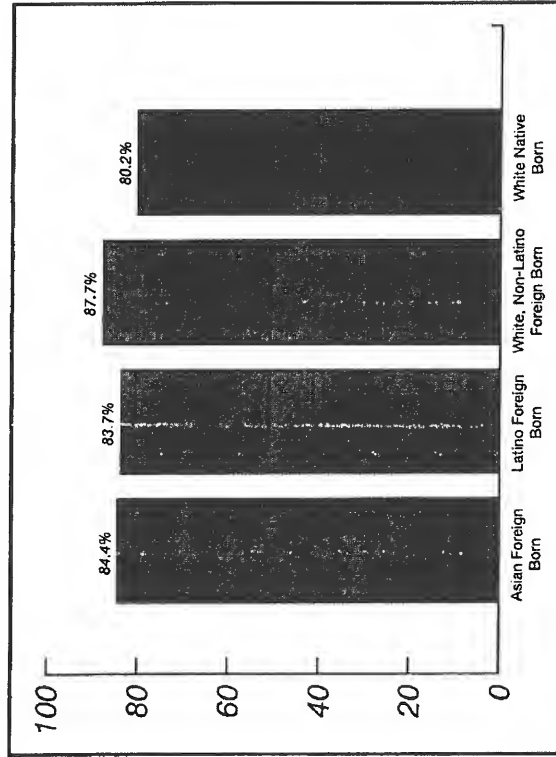 100
80
60
40
20
0
84.4%
83.7%
87.7%
80.2%
Asian Foreign
Born
Latino Foreign
Born
White, Non-Latino
Foreign Born
White Native
Born